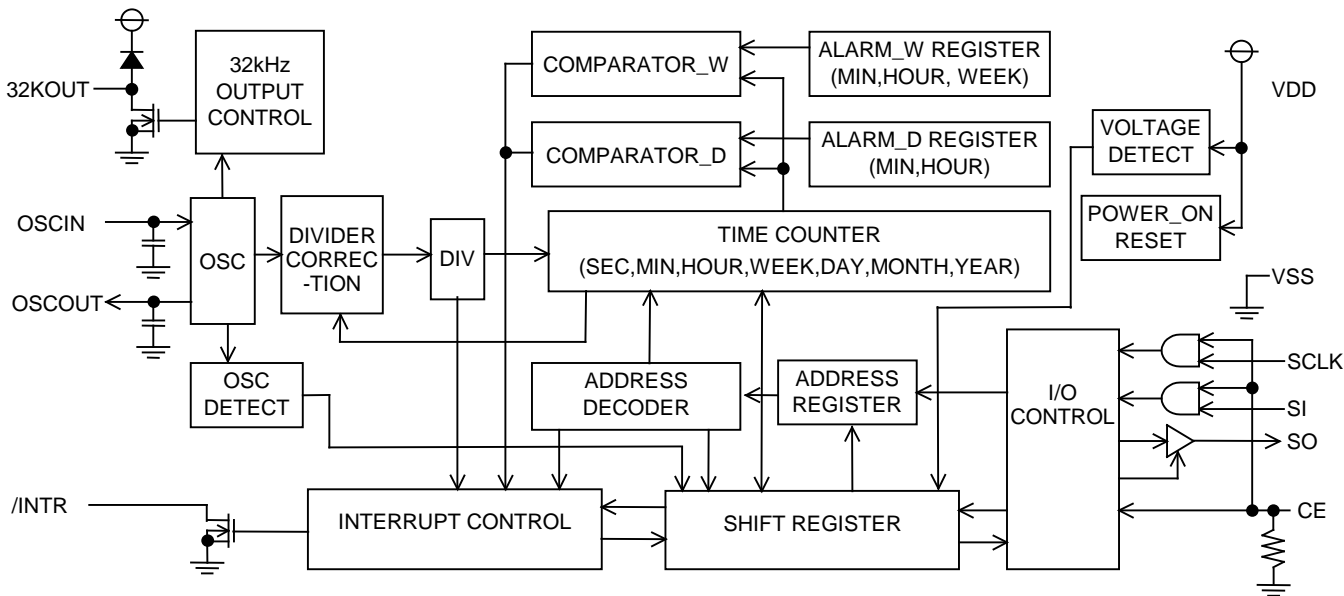 32KOUT
32kHz
OUTPUT
CONTROL
COMPARATOR_W
ALARM_W REGISTER
(MIN,HOUR, WEEK)
VDD
VOLTAGE
DETECT
COMPARATOR_D
ALARM_D REGISTER
(MIN,HOUR)
POWER_ON
RESET
OSCIN
OSC
OSCOUT
DIVIDER
CORREC
-TION
DIV
TIME COUNTER
(SEC,MIN,HOUR,WEEK,DAY,MONTH,YEAR)
VSS
OSC
DETECT
ADDRESS
DECODER
ADDRESS
REGISTER
I/O
CONTROL
SCLK
SI
SO
/INTR
INTERRUPT CONTROL
SHIFT REGISTER
CE